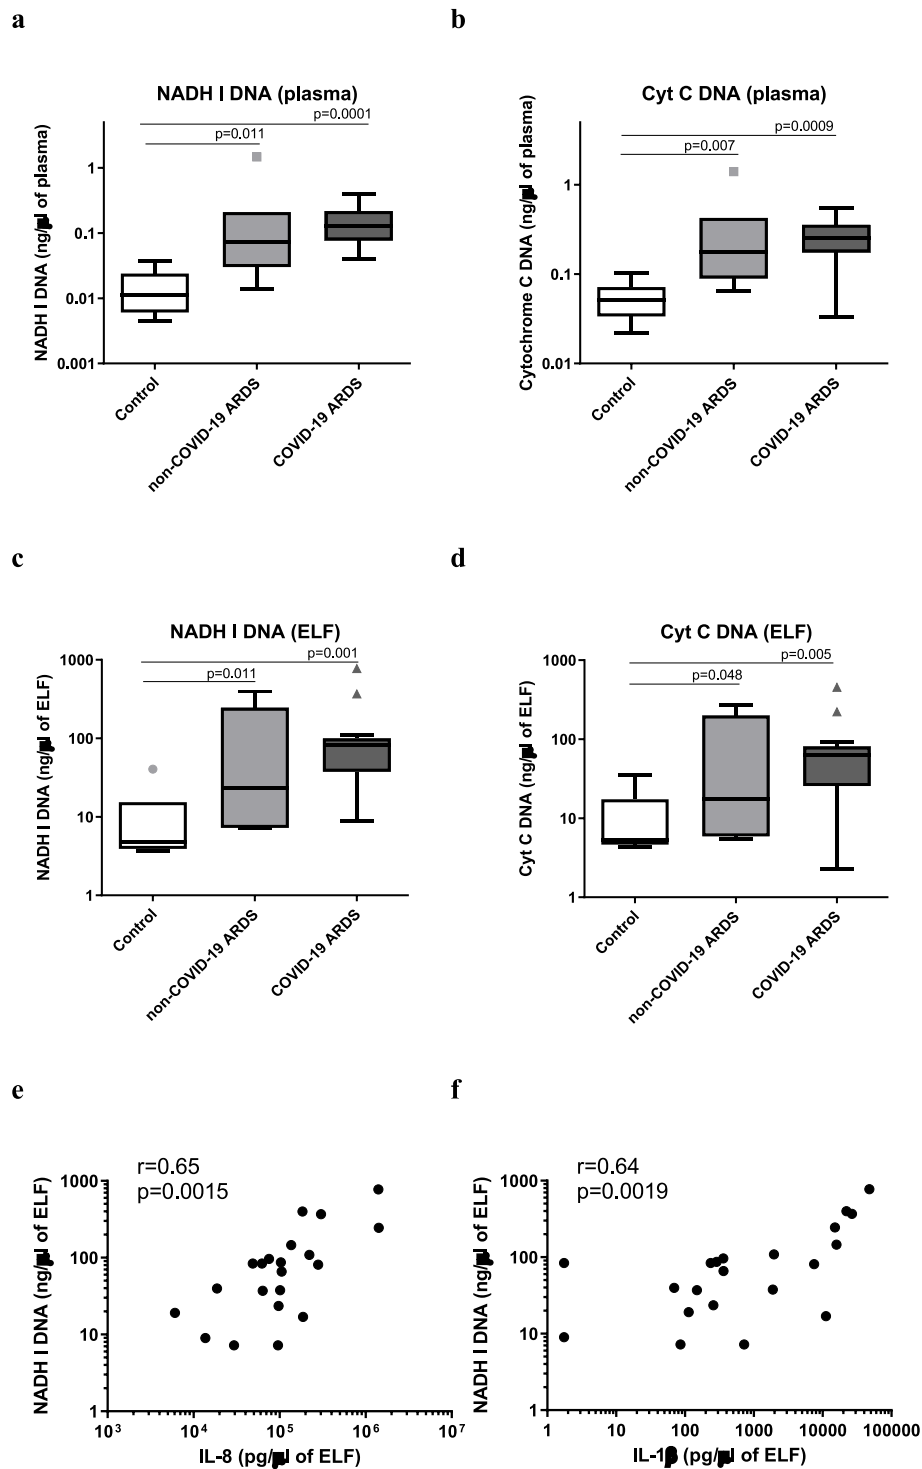 a
NADH I DNA (plasma)
p=0.0001
p=0.011
NADH I DNA (ng/µl of plasma)
1
0.1
0.01
0.001
Control
non-COVID-19 ARDS
COVID-19 ARDS
b
Cyt C DNA (plasma)
p=0.0009
p=0.007
Cytochrome C DNA (ng/µl of plasma)
1
0.1
0.01
Control
non-COVID-19 ARDS
COVID-19 ARDS
c
NADH I DNA (ELF)
p=0.001
p=0.011
NADH I DNA (ng/µl of ELF)
1000
100
10
1
Control
non-COVID-19 ARDS
COVID-19 ARDS
d
Cyt C DNA (ELF)
p=0.005
p=0.048
Cyt C DNA (ng/µl of ELF)
1000
100
10
1
Control
non-COVID-19 ARDS
COVID-19 ARDS
e
r=0.65
p=0.0015
NADH I DNA (ng/µl of ELF)
1000
100
10
1
10³ 10⁴ 10⁵ 10⁶ 10⁷
IL-8 (pg/µl of ELF)
f
r=0.64
p=0.0019
NADH I DNA (ng/µl of ELF)
1000
100
10
1
1 10 100 1000 10000 100000
IL-1β (pg/µl of ELF)